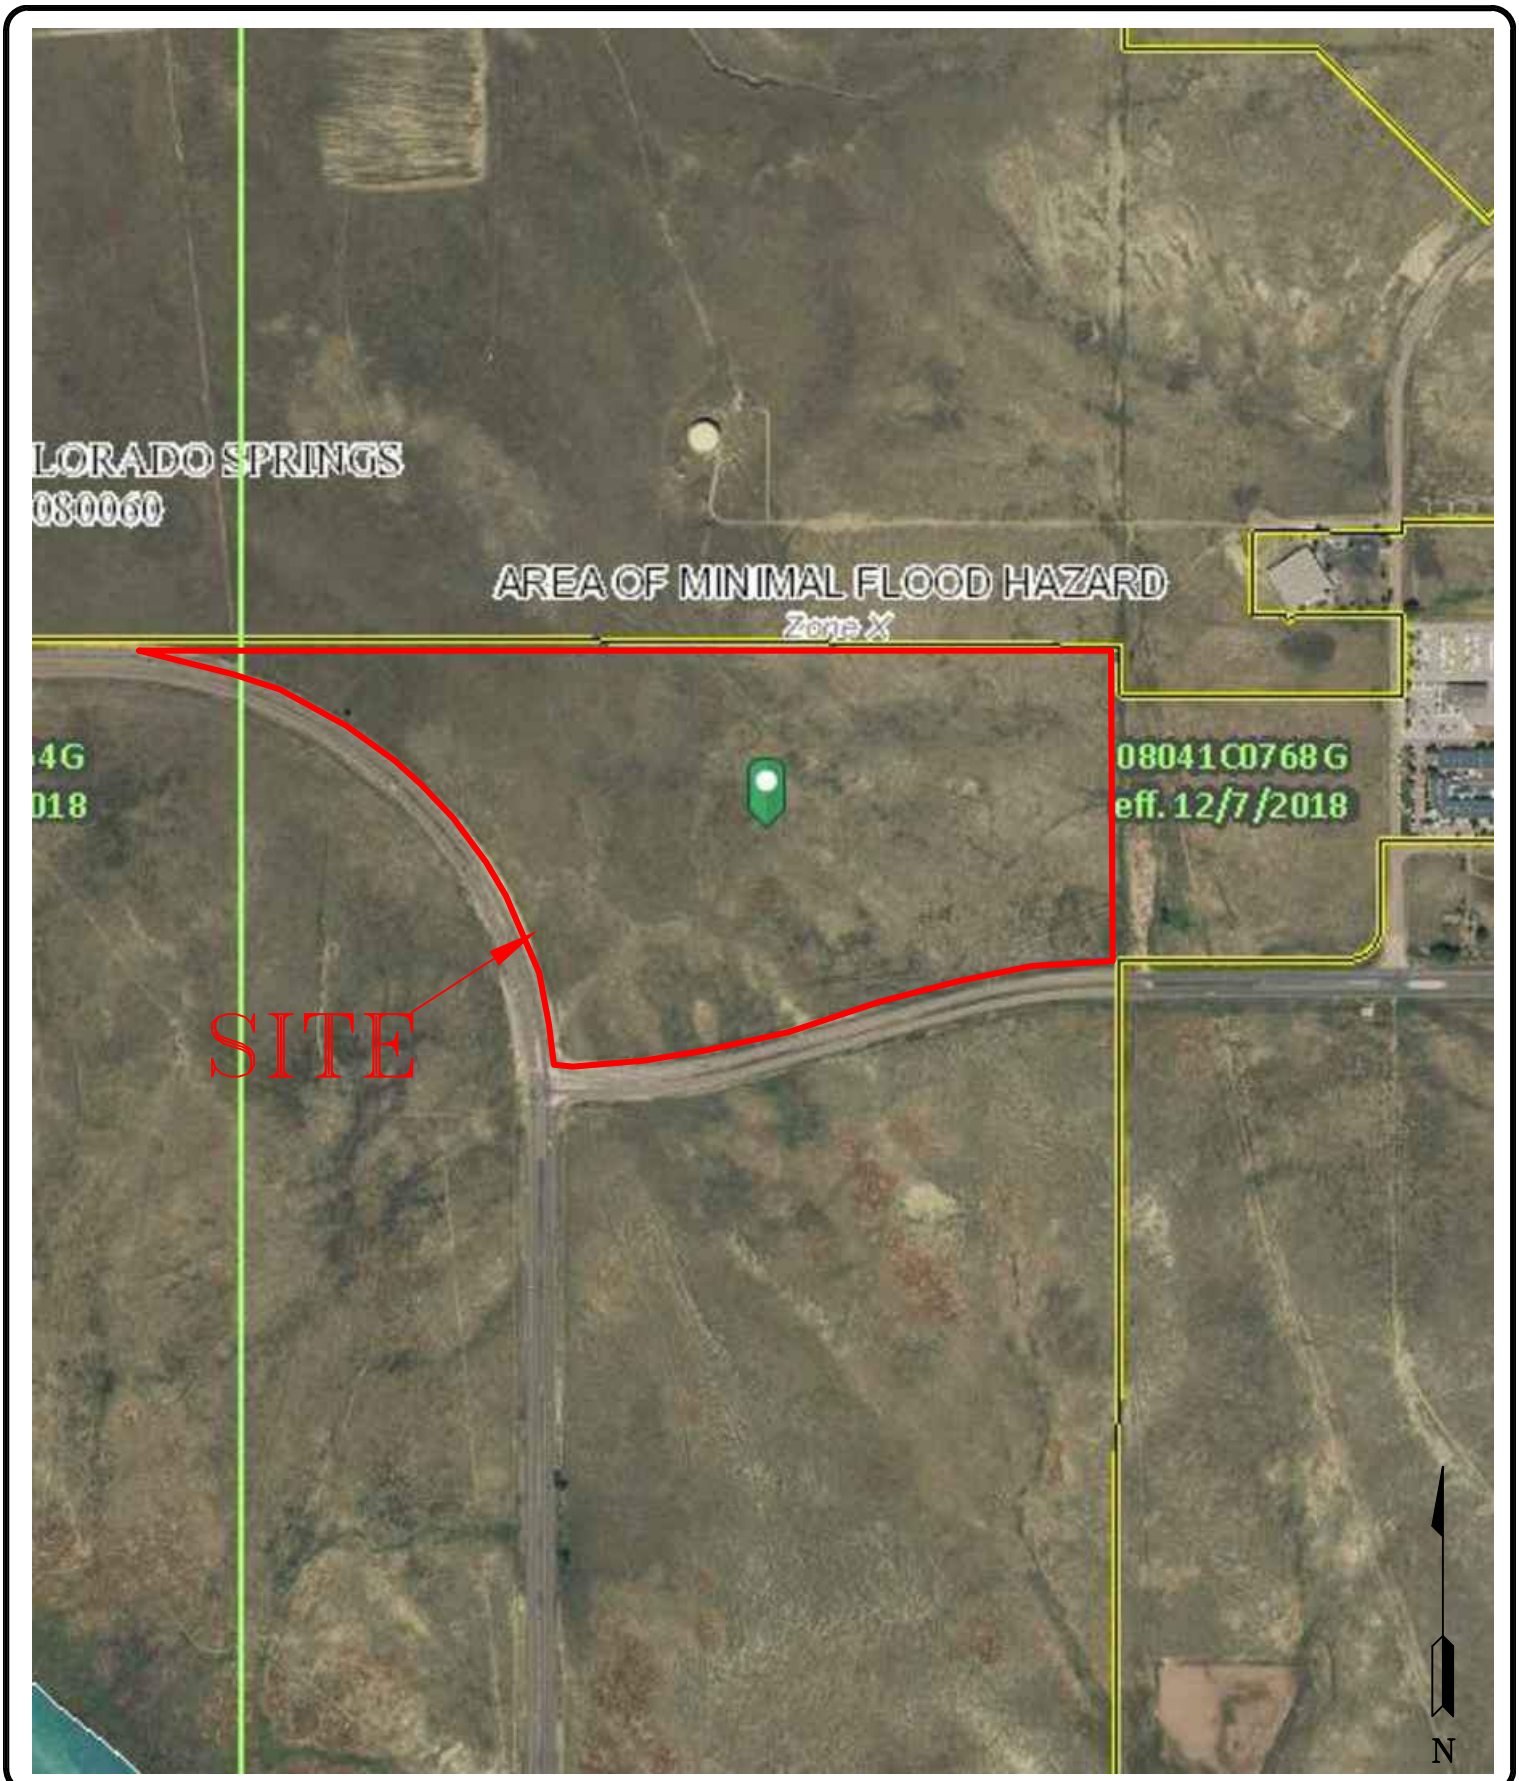 LORADO SPRINGS
080060
AREA OF MINIMAL FLOOD HAZARD
Zone X
4G
018
08041C0768G
eff. 12/7/2018
SITE
N